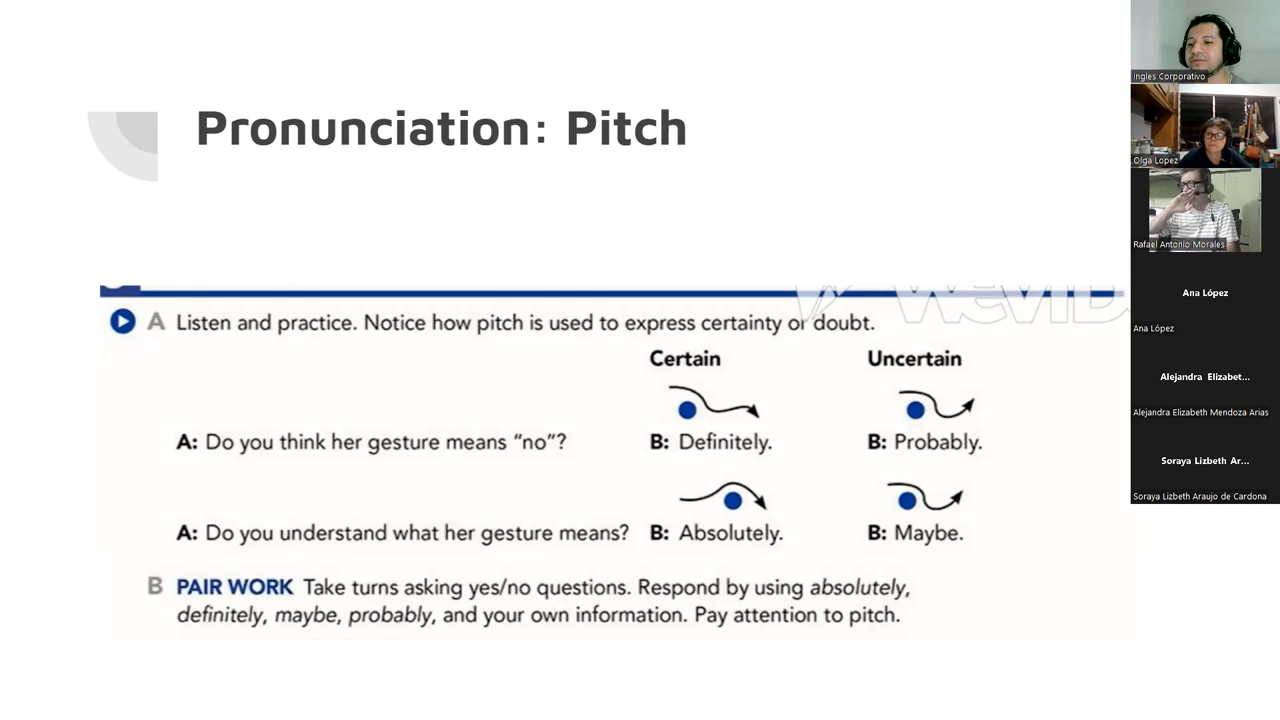 Pronunciation: Pitch
A Listen and practice. Notice how pitch is used to express certainty or doubt.
Certain Uncertain
A: Do you think her gesture means “no”? B: Definitely. B: Probably.
A: Do you understand what her gesture means? B: Absolutely. B: Maybe.
B PAIR WORK Take turns asking yes/no questions. Respond by using absolutely,
definitely, maybe, probably, and your own information. Pay attention to pitch.
Ingles Corporativo
Olga Lopez
Rafael Antonio Morales
Ana López
Ana López
Alejandra Elizabet...
Alejandra Elizabeth Mendoza Arias
Soraya Lizbeth Ar...
Soraya Lizbeth Araujo de Cardona